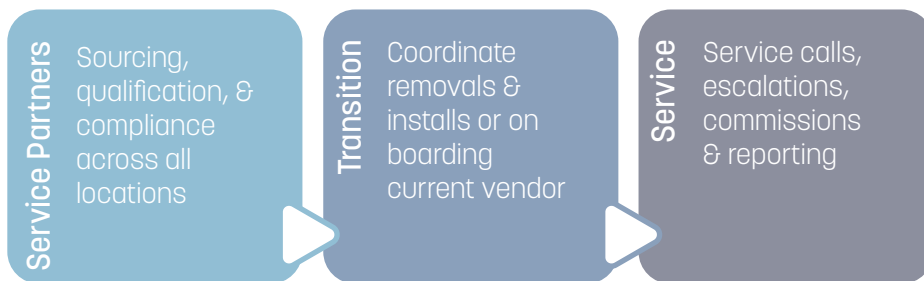 Service Partners
Sourcing,
qualification, &
compliance
across all
locations
Transition
Coordinate
removals &
installs or on
boarding
current vendor
Service
Service calls,
escalations,
commissions
& reporting